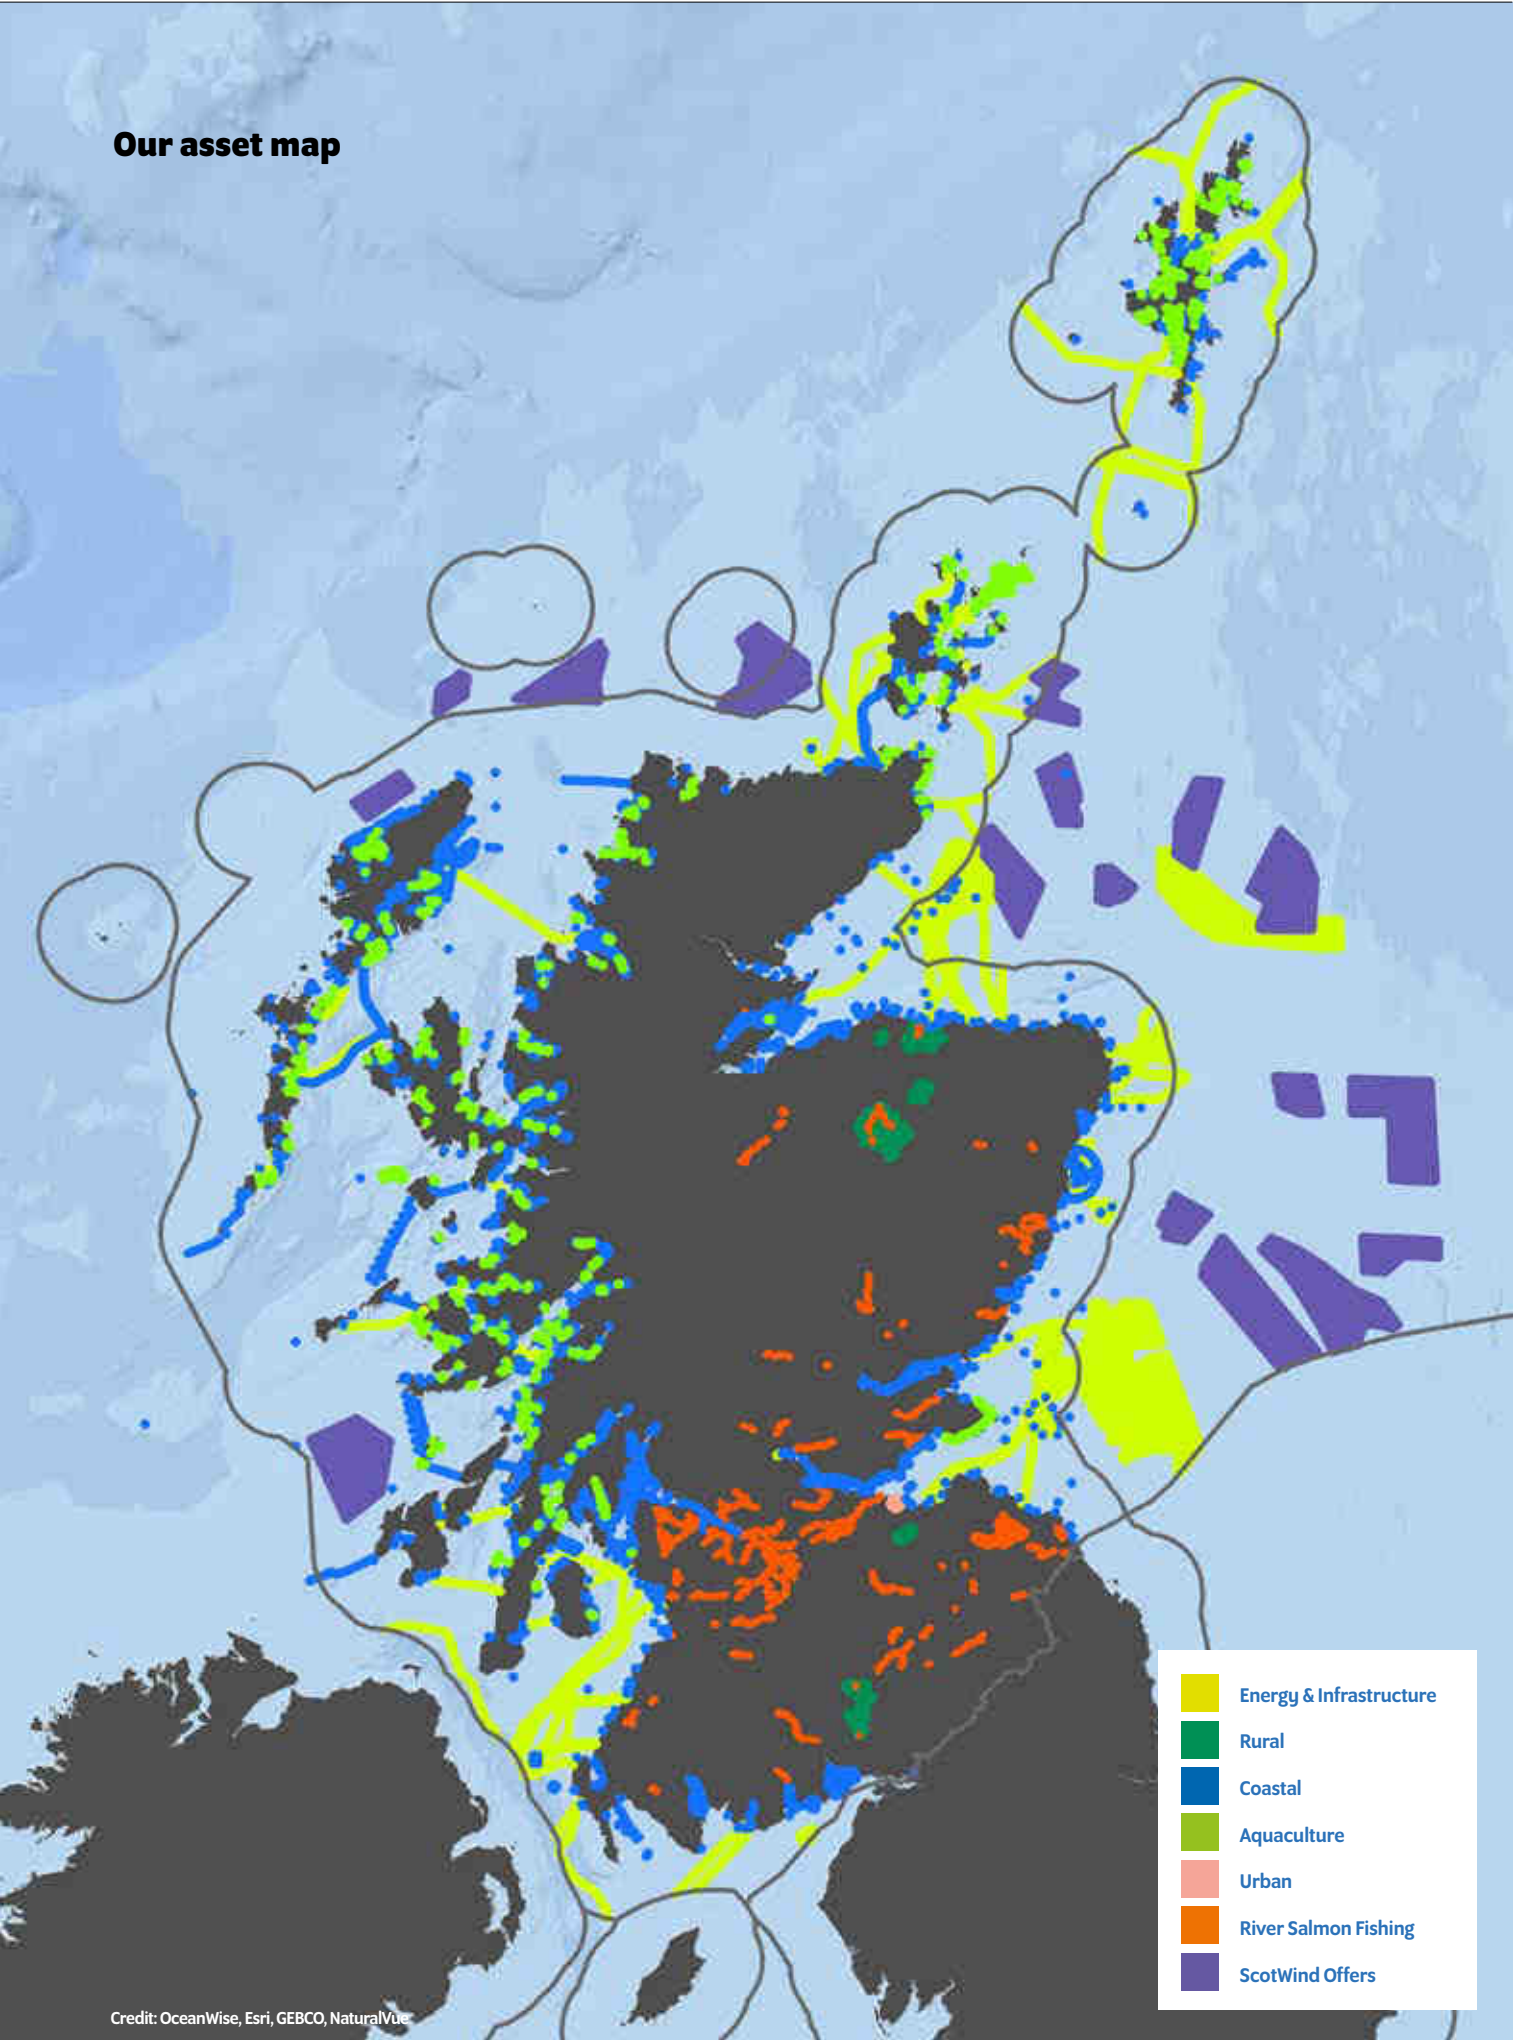 Our asset map
Energy & Infrastructure
Rural
Coastal
Aquaculture
Urban
River Salmon Fishing
ScotWind Offers
Credit: OceanWise, Esri, GEBCO, NaturalVue